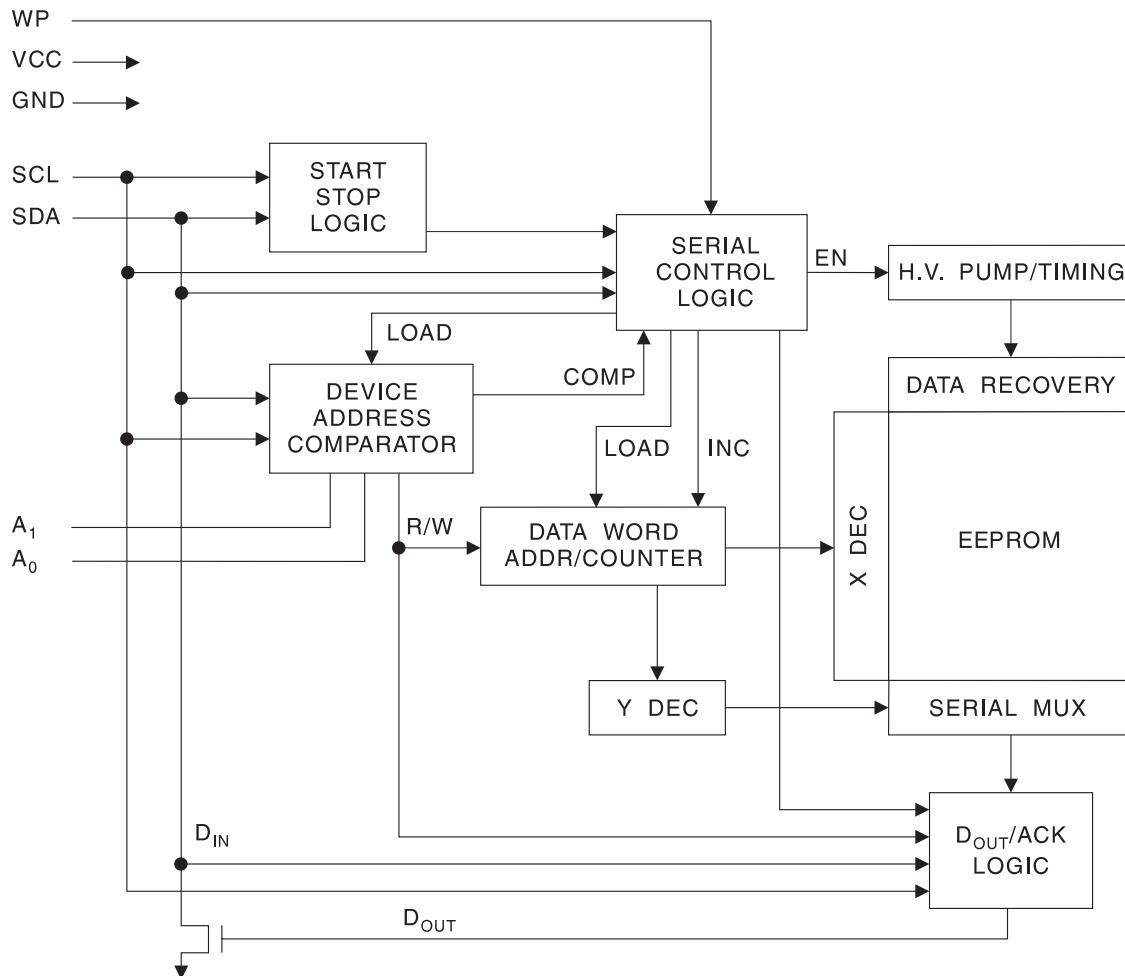 WP
VCC
GND
SCL
SDA
START
STOP
LOGIC
SERIAL
CONTROL
LOGIC
EN
H.V. PUMP/TIMING
LOAD
COMP
DATA RECOVERY
DEVICE
ADDRESS
COMPARATOR
LOAD
INC
A1
A0
R/W
DATA WORD
ADDR/COUNTER
X DEC
EEPROM
Y DEC
SERIAL MUX
DIN
DOUT/ACK
LOGIC
DOUT